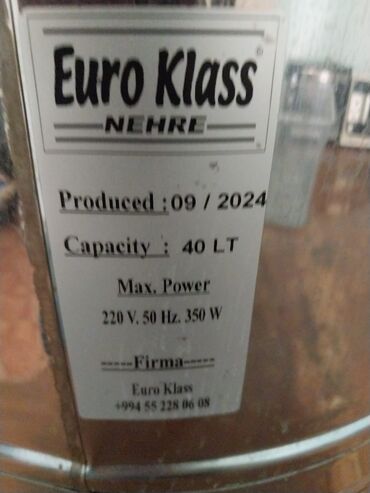 Euro Klass
NEHRE
Produced : 09 / 2024
Capacity : 40 LT
Max. Power
220 V. 50 Hz. 350 W
-----Firma-----
Euro Klass
+994 55 228 06 08